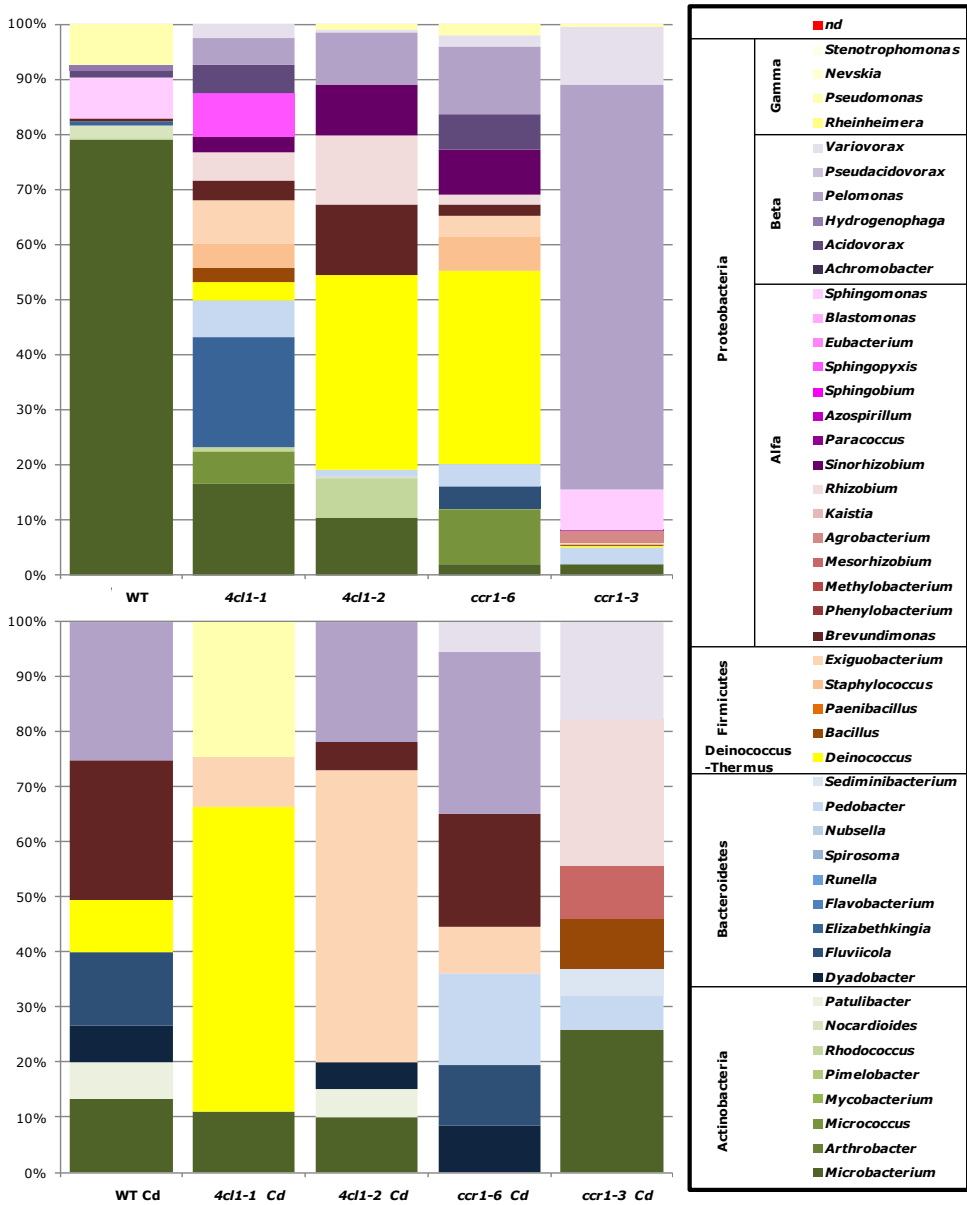 100%
90%
80%
70%
60%
50%
40%
30%
20%
10%
0%
WT
4cl1-1
4cl1-2
ccr1-6
ccr1-3
100%
90%
80%
70%
60%
50%
40%
30%
20%
10%
0%
WT Cd
4cl1-1 Cd
4cl1-2 Cd
ccr1-6 Cd
ccr1-3 Cd
nd
Proteobacteria
Gamma
Stenotrophomonas
Nevskia
Pseudomonas
Rheinheimera
Beta
Variovorax
Pseudacidovorax
Pelomonas
Hydrogenophaga
Acidovorax
Achromobacter
Alfa
Sphingomonas
Blastomonas
Eubacterium
Sphingopyxis
Sphingobium
Azospirillum
Paracoccus
Sinorhizobium
Rhizobium
Kaistia
Agrobacterium
Mesorhizobium
Methylobacterium
Phenylobacterium
Brevundimonas
Firmicutes
Exiguobacterium
Staphylococcus
Paenibacillus
Bacillus
Deinococcus
-Thermus
Deinococcus
Bacteroidetes
Sediminibacterium
Pedobacter
Nubsella
Spirosoma
Runella
Flavobacterium
Elizabethkingia
Fluviicola
Dyadobacter
Actinobacteria
Patulibacter
Nocardioides
Rhodococcus
Pimelobacter
Mycobacterium
Micrococcus
Arthrobacter
Microbacterium